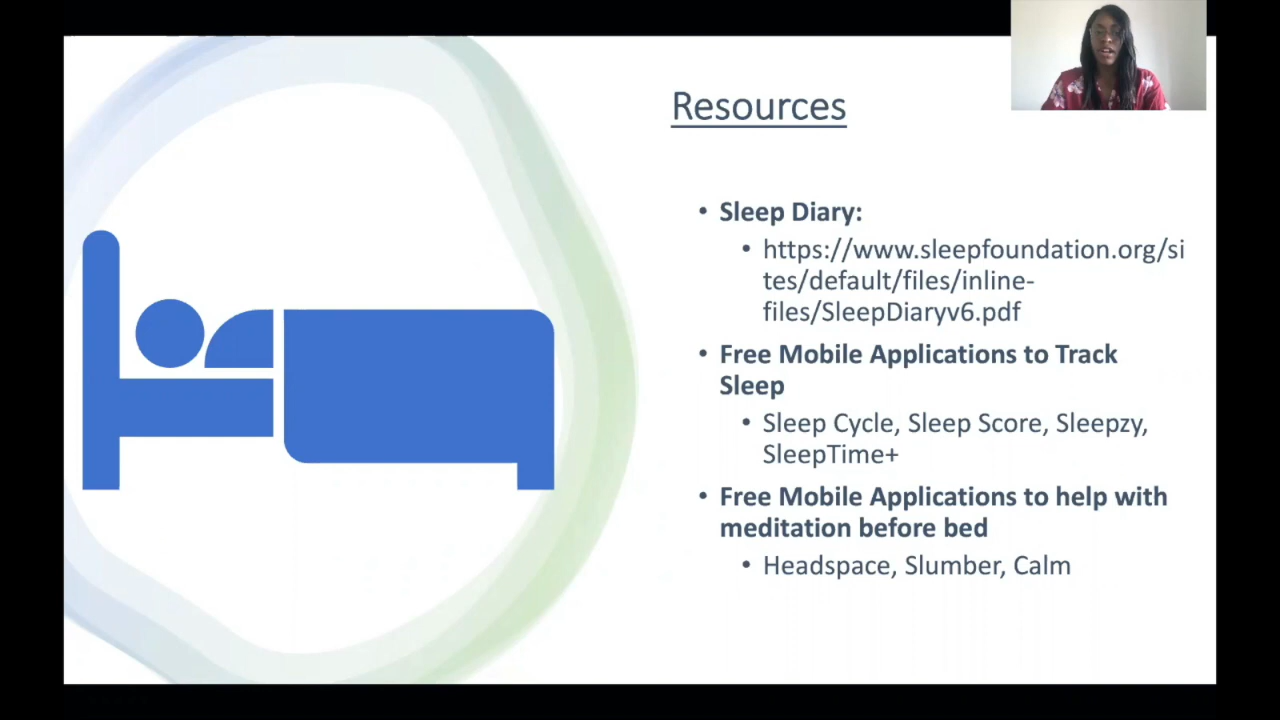 Resources
• Sleep Diary:
• https://www.sleepfoundation.org/si
tes/default/files/inline-
files/SleepDiaryv6.pdf
• Free Mobile Applications to Track
Sleep
• Sleep Cycle, Sleep Score, Sleepzy,
SleepTime+
• Free Mobile Applications to help with
meditation before bed
• Headspace, Slumber, Calm